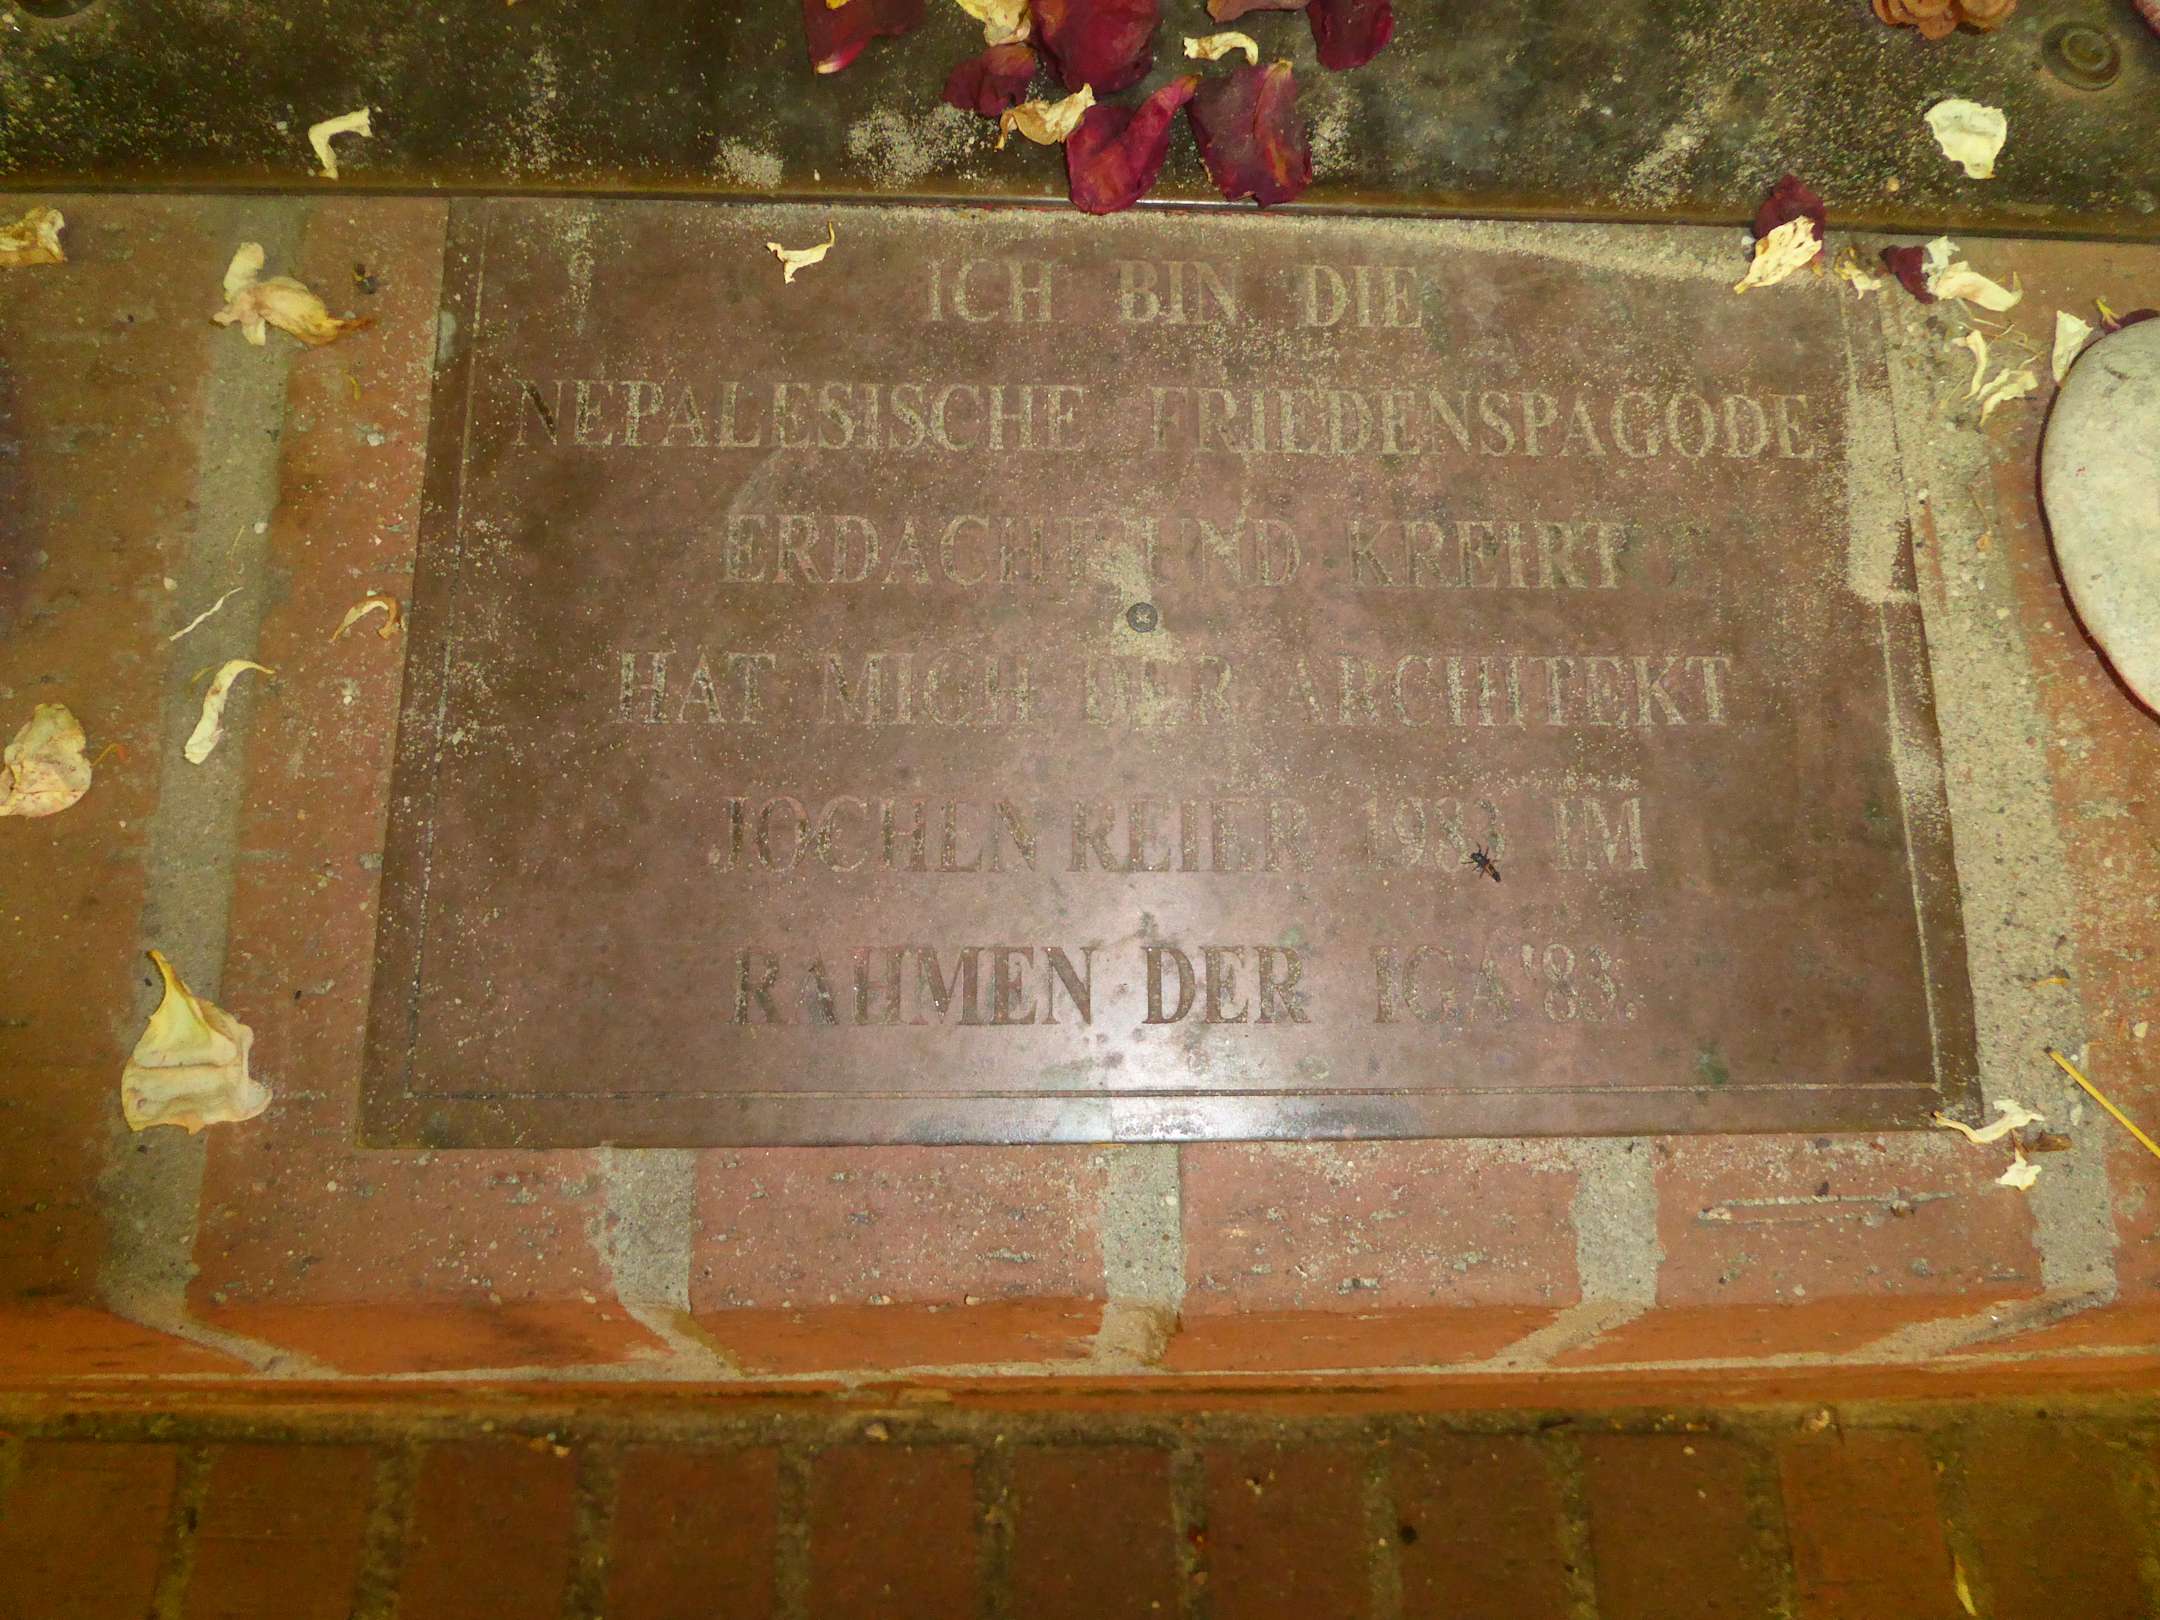 ICH BIN DIE
NEPALESISCHE FRIEDENSPAGODE
ERDACHT UND KREIRT
HAT MICH DER ARCHITEKT
JOCHEN REIER 1983 IM
RAHMEN DER IGA '83.